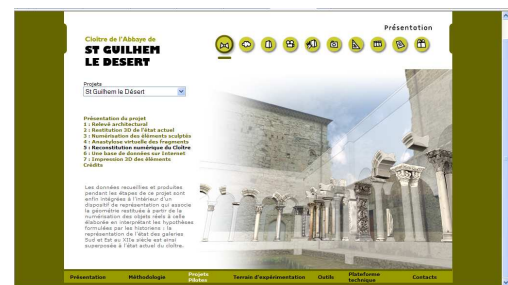 Présentation
Cloître de l'Abbaye de
ST GUILHEM
LE DESERT
Projets
St Guilhem le Désert
Présentation du projet
1 : Relevé architectural
2 : Restitution 3D de l'état actuel
3 : Numérisation des éléments sculptés
4 : Anastylose virtuelle des fragments
5 : Reconstitution numérique du Cloître
6 : Une base de données sur Internet
7 : Impression 3D des éléments
Crédits
Les données recueillies et produites
pendant les étapes de ce projet sont
enfin intégrées à l'intérieur d'un
dispositif de représentation qui associe
la géométrie restituée à partir de la
numérisation des objets réels à celle
élaborée en interprétant les hypothèses
formulées par les historiens : la
représentation de l'état des galeries
Sud et Est au XIIe siècle est ainsi
superposée à l'état actuel du cloître.
Présentation Méthodologie Projets Pilotes Terrain d'expérimentation Outils Plateforme technique Contacts